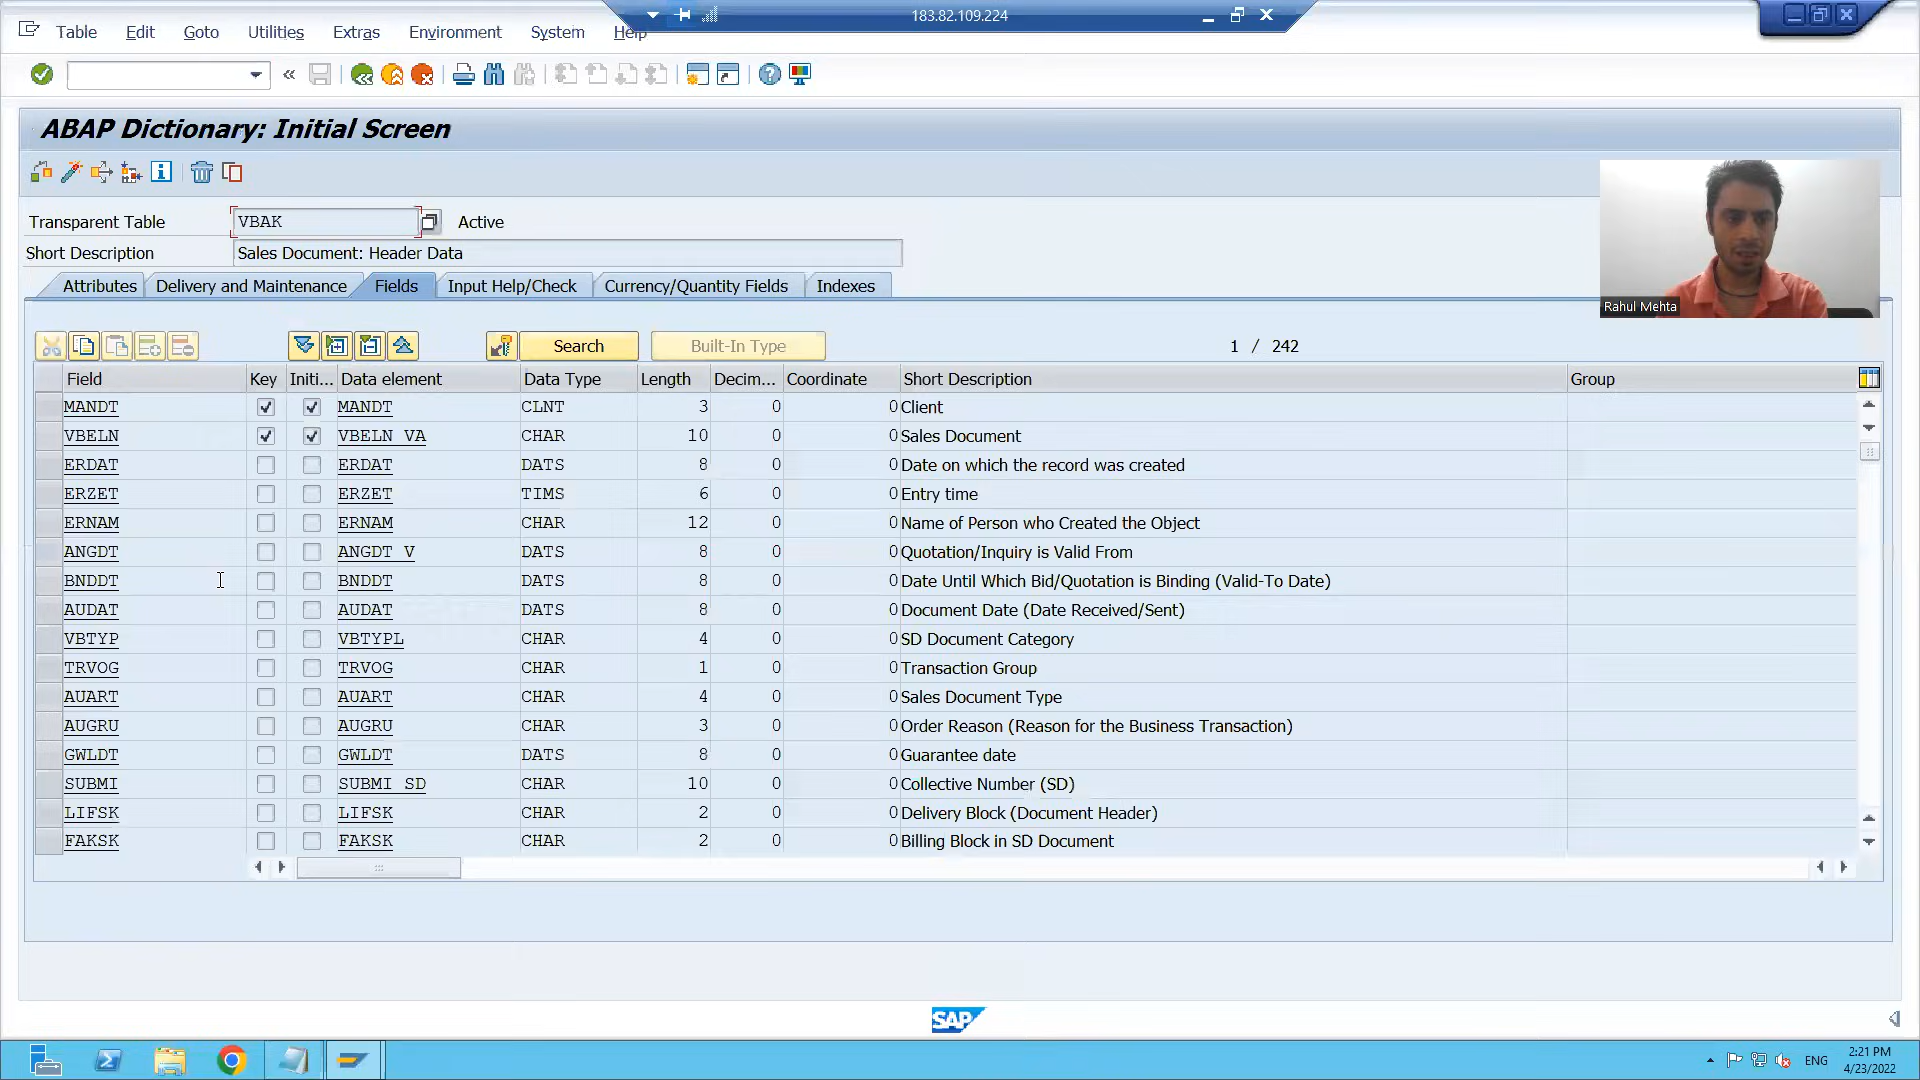 183.82.109.224
Table Edit Goto Utilities Extras Environment System Help
ABAP Dictionary: Initial Screen
Transparent Table VBAK Active
Short Description Sales Document: Header Data
Attributes Delivery and Maintenance Fields Input Help/Check Currency/Quantity Fields Indexes
Rahul Mehta
Search Built-In Type 1 / 242
Field Key Initi... Data element Data Type Length Decim... Coordinate Short Description Group
MANDT MANDT CLNT 3 0 0 Client
VBELN VBELN_VA CHAR 10 0 0 Sales Document
ERDAT ERDAT DATS 8 0 0 Date on which the record was created
ERZET ERZET TIMS 6 0 0 Entry time
ERNAM ERNAM CHAR 12 0 0 Name of Person who Created the Object
ANGDT ANGDT_V DATS 8 0 0 Quotation/Inquiry is Valid From
BNDDT BNDDT DATS 8 0 0 Date Until Which Bid/Quotation is Binding (Valid-To Date)
AUDAT AUDAT DATS 8 0 0 Document Date (Date Received/Sent)
VBTYP VBTYPL CHAR 4 0 0 SD Document Category
TRVOG TRVOG CHAR 1 0 0 Transaction Group
AUART AUART CHAR 4 0 0 Sales Document Type
AUGRU AUGRU CHAR 3 0 0 Order Reason (Reason for the Business Transaction)
GWLDT GWLDT DATS 8 0 0 Guarantee date
SUBMI SUBMI_SD CHAR 10 0 0 Collective Number (SD)
LIFSK LIFSK CHAR 2 0 0 Delivery Block (Document Header)
FAKSK FAKSK CHAR 2 0 0 Billing Block in SD Document
SAP
ENG 2:21 PM
4/23/2022